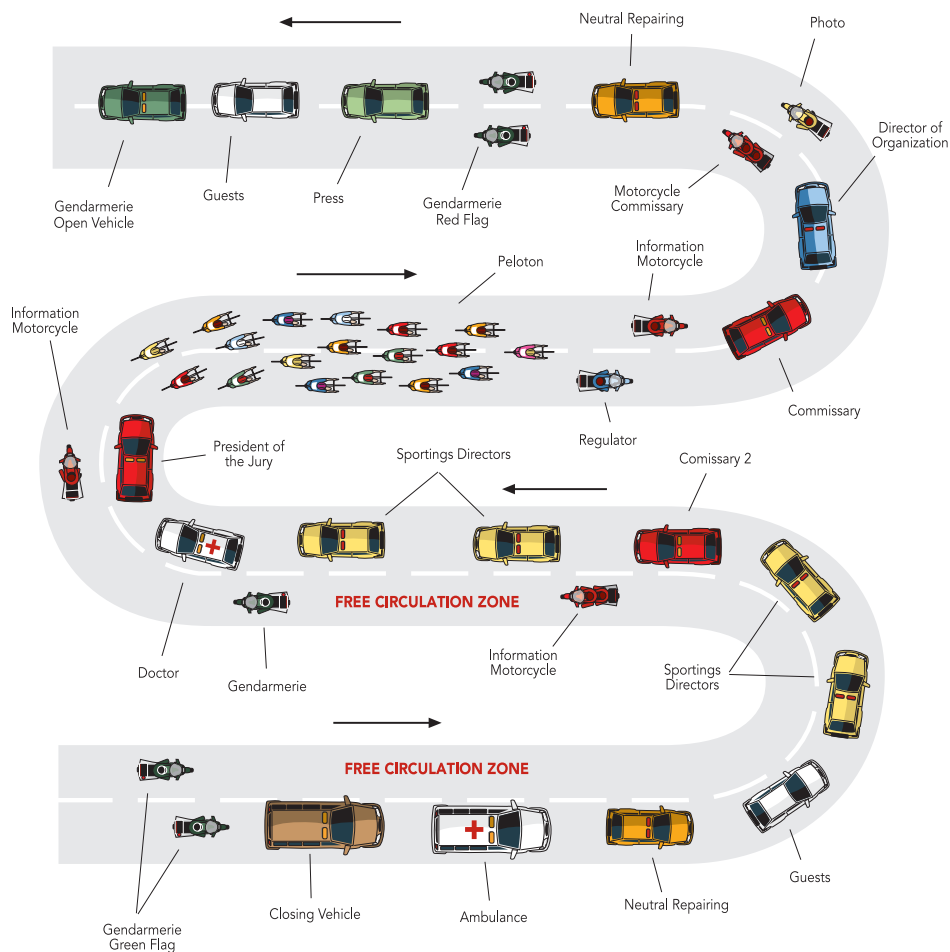 Neutral Repairing
Photo
Director of
Organization
Guests
Press
Gendarmerie
Open Vehicle
Gendarmerie
Red Flag
Motorcycle
Commissary
Information
Motorcycle
Peloton
Information
Motorcycle
Commissary
Regulator
President of
the Jury
Sportings Directors
Comissary 2
FREE CIRCULATION ZONE
Information
Motorcycle
Doctor
Gendarmerie
Sportings
Directors
FREE CIRCULATION ZONE
Guests
Neutral Repairing
Closing Vehicle
Ambulance
Gendarmerie
Green Flag